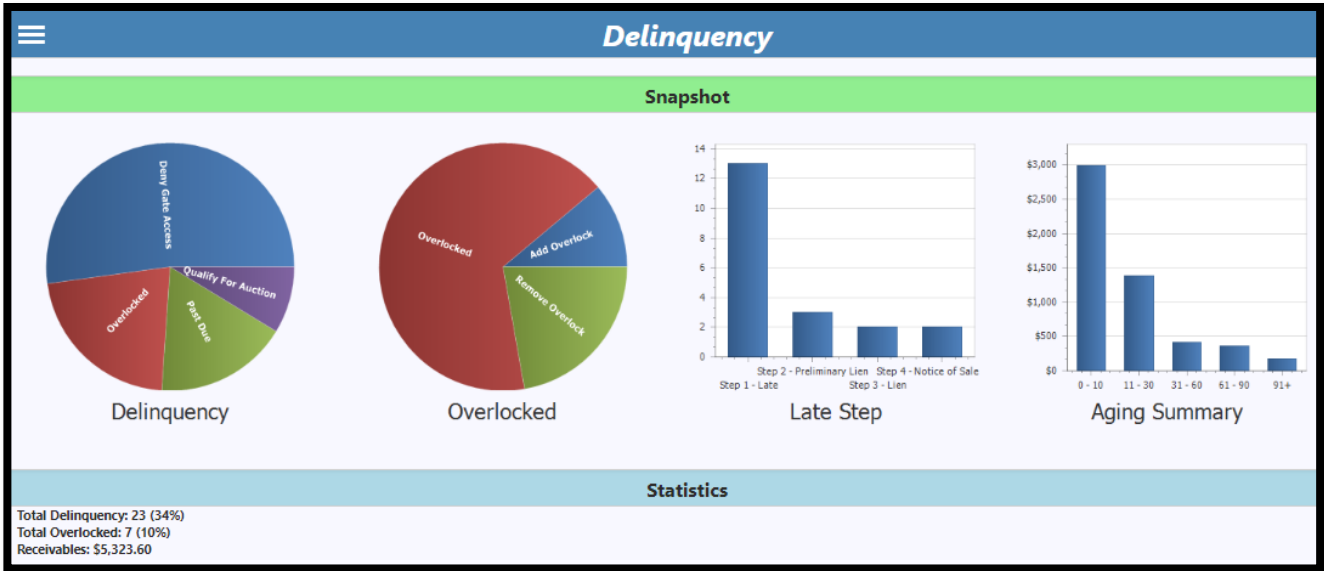 Delinquency
Snapshot
Deny Gate Access
Qualify For Auction
Overlocked
Past Due
Delinquency
Overlocked
Add Overlock
Remove Overlock
Overlocked
14
12
10
8
6
4
2
0
Step 2 - Preliminary Lien Step 4 - Notice of Sale
Step 1 - Late Step 3 - Lien
Late Step
$3,000
$2,500
$2,000
$1,500
$1,000
$500
$0
0 - 10 11 - 30 31 - 60 61 - 90 91+
Aging Summary
Statistics
Total Delinquency: 23 (34%)
Total Overlocked: 7 (10%)
Receivables: $5,323.60